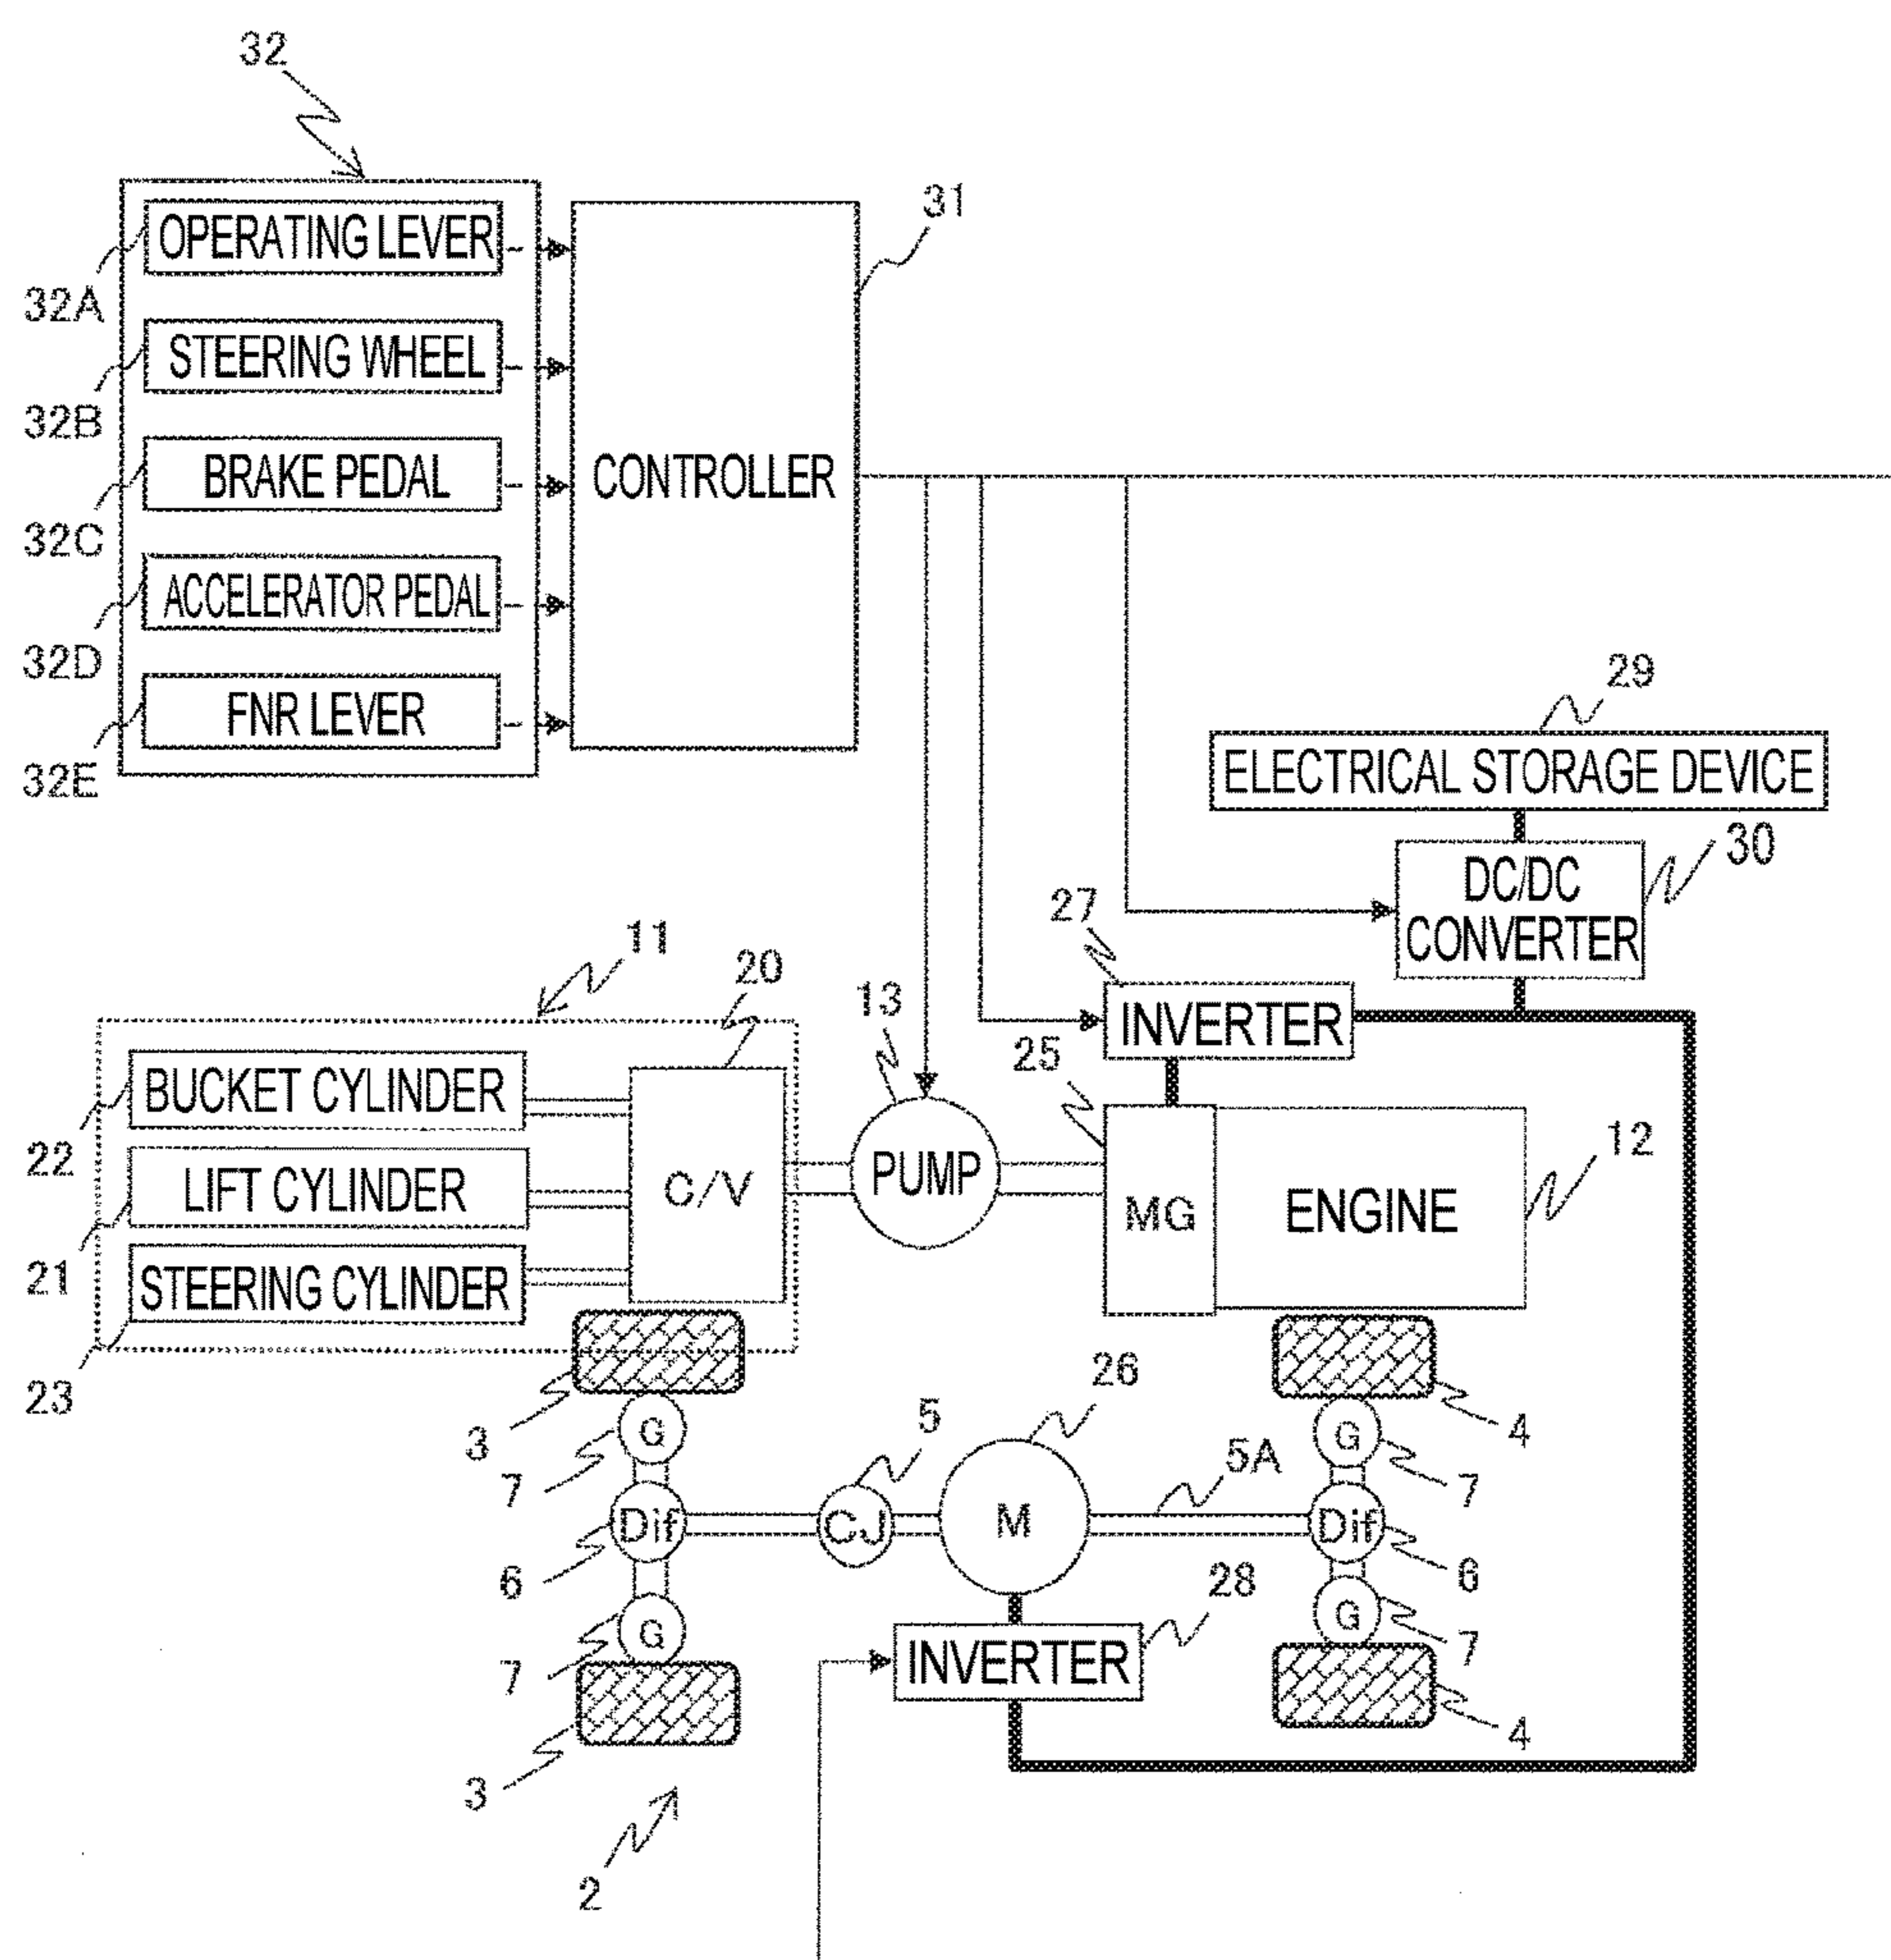 32
31
OPERATING LEVER
32A
STEERING WHEEL
32B
BRAKE PEDAL
CONTROLLER
32C
ACCELERATOR PEDAL
32D
FNR LEVER
32E
29
ELECTRICAL STORAGE DEVICE
30
DC/DC
CONVERTER
27
11
20
13
INVERTER
25
BUCKET CYLINDER
22
LIFT CYLINDER
C/V
PUMP
MG
ENGINE
12
21
STEERING CYLINDER
23
26
3
G
7
5
5A
G
7
4
Dif
6
CJ
M
Dif
6
28
G
7
INVERTER
G
7
3
4
2